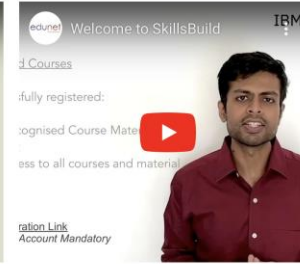 edunet
Welcome to SkillsBuild
IBM
d Courses
sfully registered:
cognised Course Mater
ess to all courses and material
ration Link
Account Mandatory